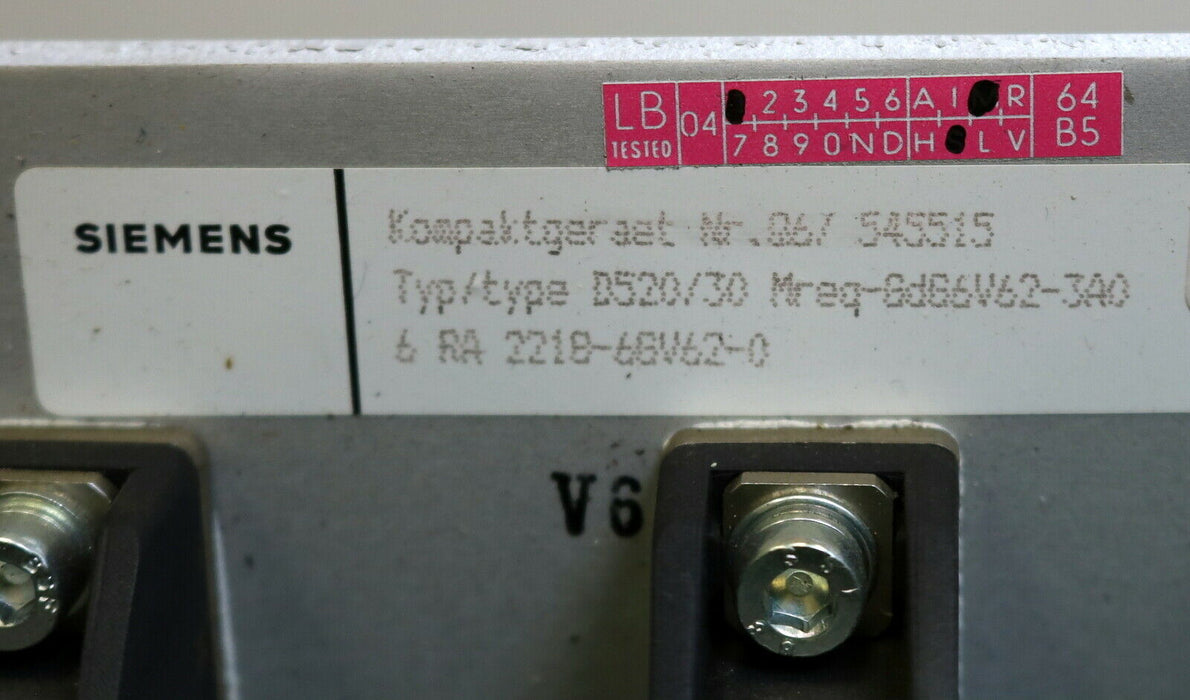 LB TESTED 04 2 3 4 5 6 A I R 64
7 8 9 0 N D H L V B5
SIEMENS
Kompaktgeraet Nr.Q6/ 545515
Typ/type D520/30 Mreq-GdG6V62-3A0
6 RA 2218-6GV62-0
V6